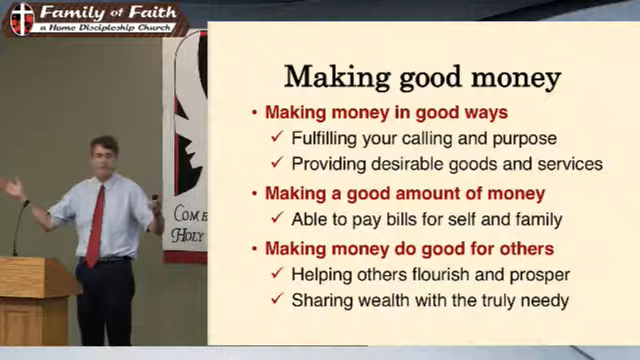 Family of Faith
a Home Discipleship Church
Making good money
• Making money in good ways
✓ Fulfilling your calling and purpose
✓ Providing desirable goods and services
• Making a good amount of money
✓ Able to pay bills for self and family
• Making money do good for others
✓ Helping others flourish and prosper
✓ Sharing wealth with the truly needy
COME
HOLY